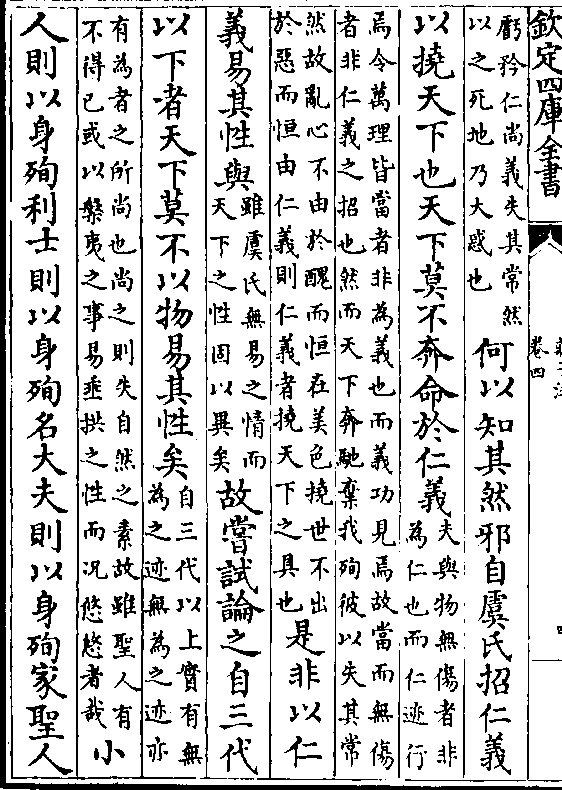 欽定四庫全書
卷四
虧矜仁尚義失其常然
以之死地乃大惑也
何以知其然邪自虞氏招仁義
以撓天下也天下莫不奔命於仁義
夫與物無傷者非
為仁也而仁迹行
焉令萬理皆當者非為義也而義功見焉故當而無傷
者非仁義之招也然而天下奔馳棄我殉彼以失其常
然故亂心不由於醜而恒在美色撓世不出
於惡而恒由仁義則仁義者撓天下之具也
是非以仁
義易其性與
雖虞氏無易之情而
天下之性固以異矣
故嘗試論之自三代
以下者天下莫不以物易其性矣
自三代以上實有無
為之迹無為之迹亦
有為者之所尚也尚之則失自然之素故雖聖人有
不得已或以槃夷之事易垂拱之性而況悠悠者哉
小
人則以身殉利士則以身殉名大夫則以身殉家聖人